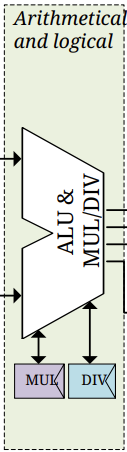 Arithmetical
and logical
ALU &
MUL/DIV
MUL
DIV